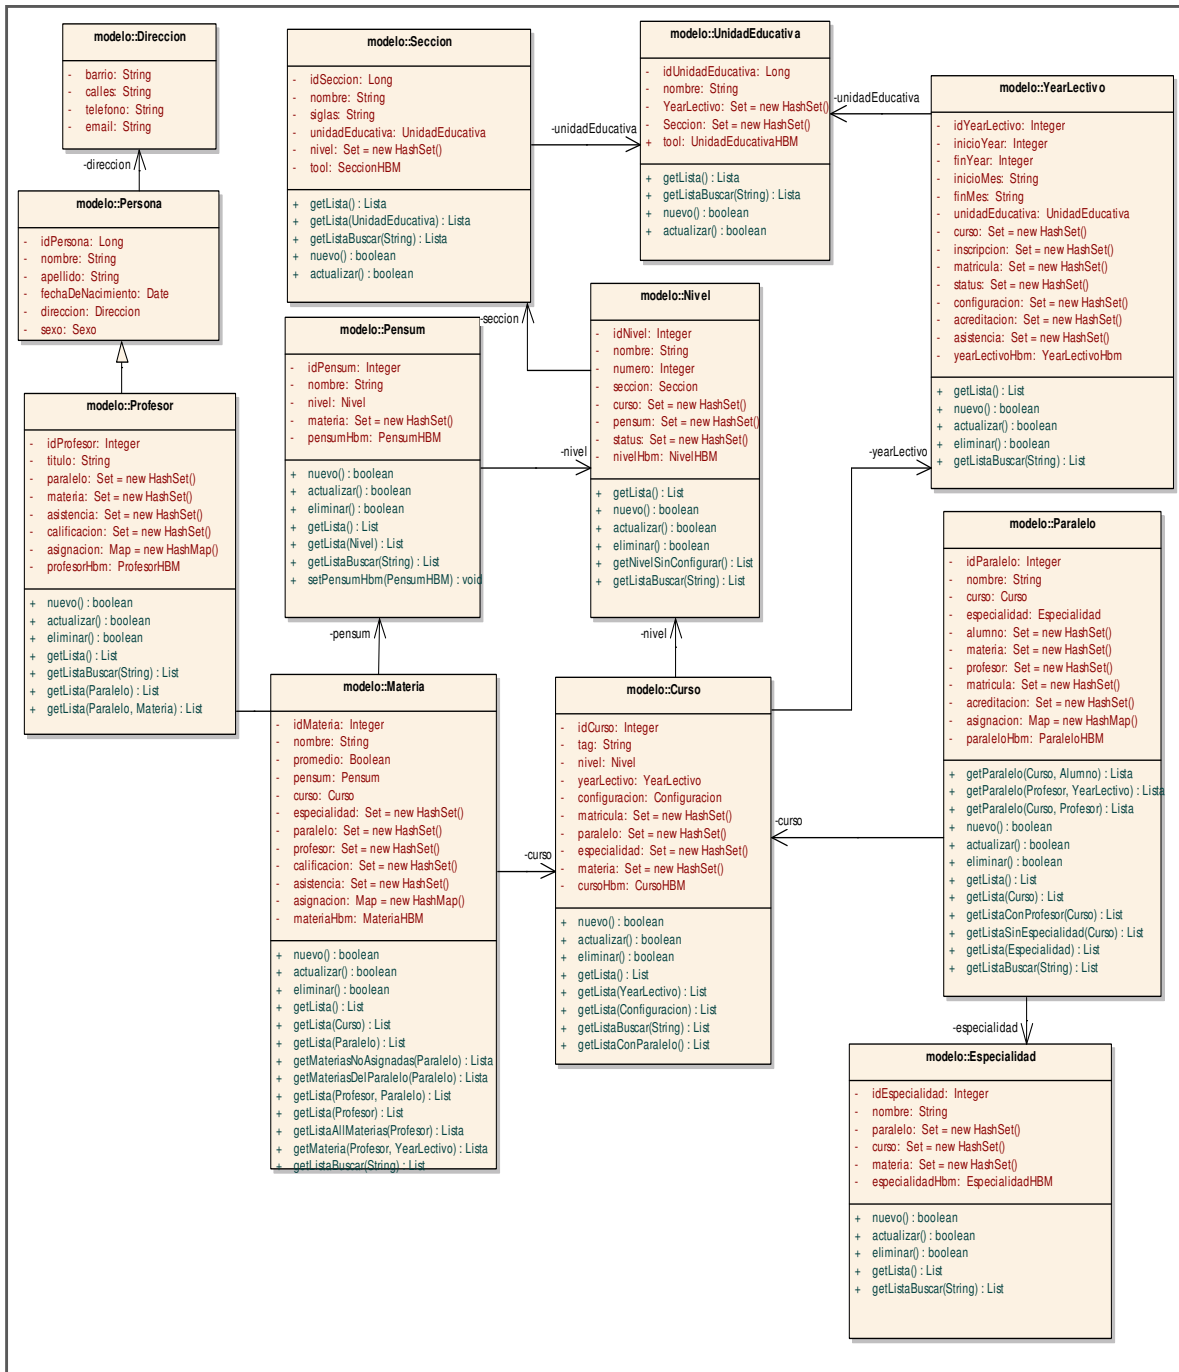 modelo::Direccion
- barrio: String
- calles: String
- telefono: String
- email: String
-direccion
modelo::Persona
- idPersona: Long
- nombre: String
- apellido: String
- fechaDeNacimiento: Date
- direccion: Direccion
- sexo: Sexo
modelo::Profesor
- idProfesor: Integer
- titulo: String
- paralelo: Set = new HashSet()
- materia: Set = new HashSet()
- asistencia: Set = new HashSet()
- calificacion: Set = new HashSet()
- asignacion: Map = new HashMap()
- profesorHbm: ProfesorHBM
+ nuevo() : boolean
+ actualizar() : boolean
+ eliminar() : boolean
+ getLista() : List
+ getListaBuscar(String) : List
+ getLista(Paralelo) : List
+ getLista(Paralelo, Materia) : List
modelo::Seccion
- idSeccion: Long
- nombre: String
- siglas: String
- unidadEducativa: UnidadEducativa
- nivel: Set = new HashSet()
- tool: SeccionHBM
+ getLista() : Lista
+ getLista(UnidadEducativa) : Lista
+ getListaBuscar(String) : Lista
+ nuevo() : boolean
+ actualizar() : boolean
-unidadEducativa
modelo::UnidadEducativa
- idUnidadEducativa: Long
- nombre: String
- YearLectivo: Set = new HashSet()
- Seccion: Set = new HashSet()
+ tool: UnidadEducativaHBM
+ getLista() : Lista
+ getListaBuscar(String) : Lista
+ nuevo() : boolean
+ actualizar() : boolean
-unidadEducativa
modelo::YearLectivo
- idYearLectivo: Integer
- inicioYear: Integer
- finYear: Integer
- inicioMes: String
- finMes: String
- unidadEducativa: UnidadEducativa
- curso: Set = new HashSet()
- inscripcion: Set = new HashSet()
- matricula: Set = new HashSet()
- status: Set = new HashSet()
- configuracion: Set = new HashSet()
- acreditacion: Set = new HashSet()
- asistencia: Set = new HashSet()
- yearLectivoHbm: YearLectivoHbm
+ getLista() : List
+ nuevo() : boolean
+ actualizar() : boolean
+ eliminar() : boolean
+ getListaBuscar(String) : List
-seccion
modelo::Pensum
- idPensum: Integer
- nombre: String
- nivel: Nivel
- materia: Set = new HashSet()
- pensumHbm: PensumHBM
+ nuevo() : boolean
+ actualizar() : boolean
+ eliminar() : boolean
+ getLista() : List
+ getLista(Nivel) : List
+ getListaBuscar(String) : List
+ setPensumHbm(PensumHBM) : void
-nivel
modelo::Nivel
- idNivel: Integer
- nombre: String
- numero: Integer
- seccion: Seccion
- curso: Set = new HashSet()
- pensum: Set = new HashSet()
- status: Set = new HashSet()
- nivelHbm: NivelHBM
+ getLista() : List
+ nuevo() : boolean
+ actualizar() : boolean
+ eliminar() : boolean
+ getNivelSinConfigurar() : List
+ getListaBuscar(String) : List
-yearLectivo
-pensum
-nivel
modelo::Materia
- idMateria: Integer
- nombre: String
- promedio: Boolean
- pensum: Pensum
- curso: Curso
- especialidad: Set = new HashSet()
- paralelo: Set = new HashSet()
- profesor: Set = new HashSet()
- calificacion: Set = new HashSet()
- asistencia: Set = new HashSet()
- asignacion: Map = new HashMap()
- materiaHbm: MateriaHBM
+ nuevo() : boolean
+ actualizar() : boolean
+ eliminar() : boolean
+ getLista() : List
+ getLista(Curso) : List
+ getLista(Paralelo) : List
+ getMateriasNoAsignadas(Paralelo) : Lista
+ getMateriasDelParalelo(Paralelo) : Lista
+ getLista(Profesor, Paralelo) : List
+ getLista(Profesor) : List
+ getListaAllMaterias(Profesor) : Lista
+ getMateria(Profesor, YearLectivo) : Lista
+ getListaBuscar(String) : List
-curso
modelo::Curso
- idCurso: Integer
- tag: String
- nivel: Nivel
- yearLectivo: YearLectivo
- configuracion: Configuracion
- matricula: Set = new HashSet()
- paralelo: Set = new HashSet()
- especialidad: Set = new HashSet()
- materia: Set = new HashSet()
- cursoHbm: CursoHBM
+ nuevo() : boolean
+ actualizar() : boolean
+ eliminar() : boolean
+ getLista() : List
+ getLista(YearLectivo) : List
+ getLista(Configuracion) : List
+ getListaBuscar(String) : List
+ getListaConParalelo() : List
-curso
modelo::Paralelo
- idParalelo: Integer
- nombre: String
- curso: Curso
- especialidad: Especialidad
- alumno: Set = new HashSet()
- materia: Set = new HashSet()
- profesor: Set = new HashSet()
- matricula: Set = new HashSet()
- acreditacion: Set = new HashSet()
- asignacion: Map = new HashMap()
- paraleloHbm: ParaleloHBM
+ getParalelo(Curso, Alumno) : Lista
+ getParalelo(Profesor, YearLectivo) : Lista
+ getParalelo(Curso, Profesor) : Lista
+ nuevo() : boolean
+ actualizar() : boolean
+ eliminar() : boolean
+ getLista() : List
+ getLista(Curso) : List
+ getListaConProfesor(Curso) : List
+ getListaSinEspecialidad(Curso) : List
+ getLista(Especialidad) : List
+ getListaBuscar(String) : List
-especialidad
modelo::Especialidad
- idEspecialidad: Integer
- nombre: String
- paralelo: Set = new HashSet()
- curso: Set = new HashSet()
- materia: Set = new HashSet()
- especialidadHbm: EspecialidadHBM
+ nuevo() : boolean
+ actualizar() : boolean
+ eliminar() : boolean
+ getLista() : List
+ getListaBuscar(String) : List